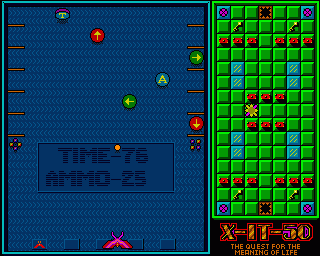 T
A
TIME-76
AMMO-25
X-IT-50
THE QUEST FOR THE
MEANING OF LIFE